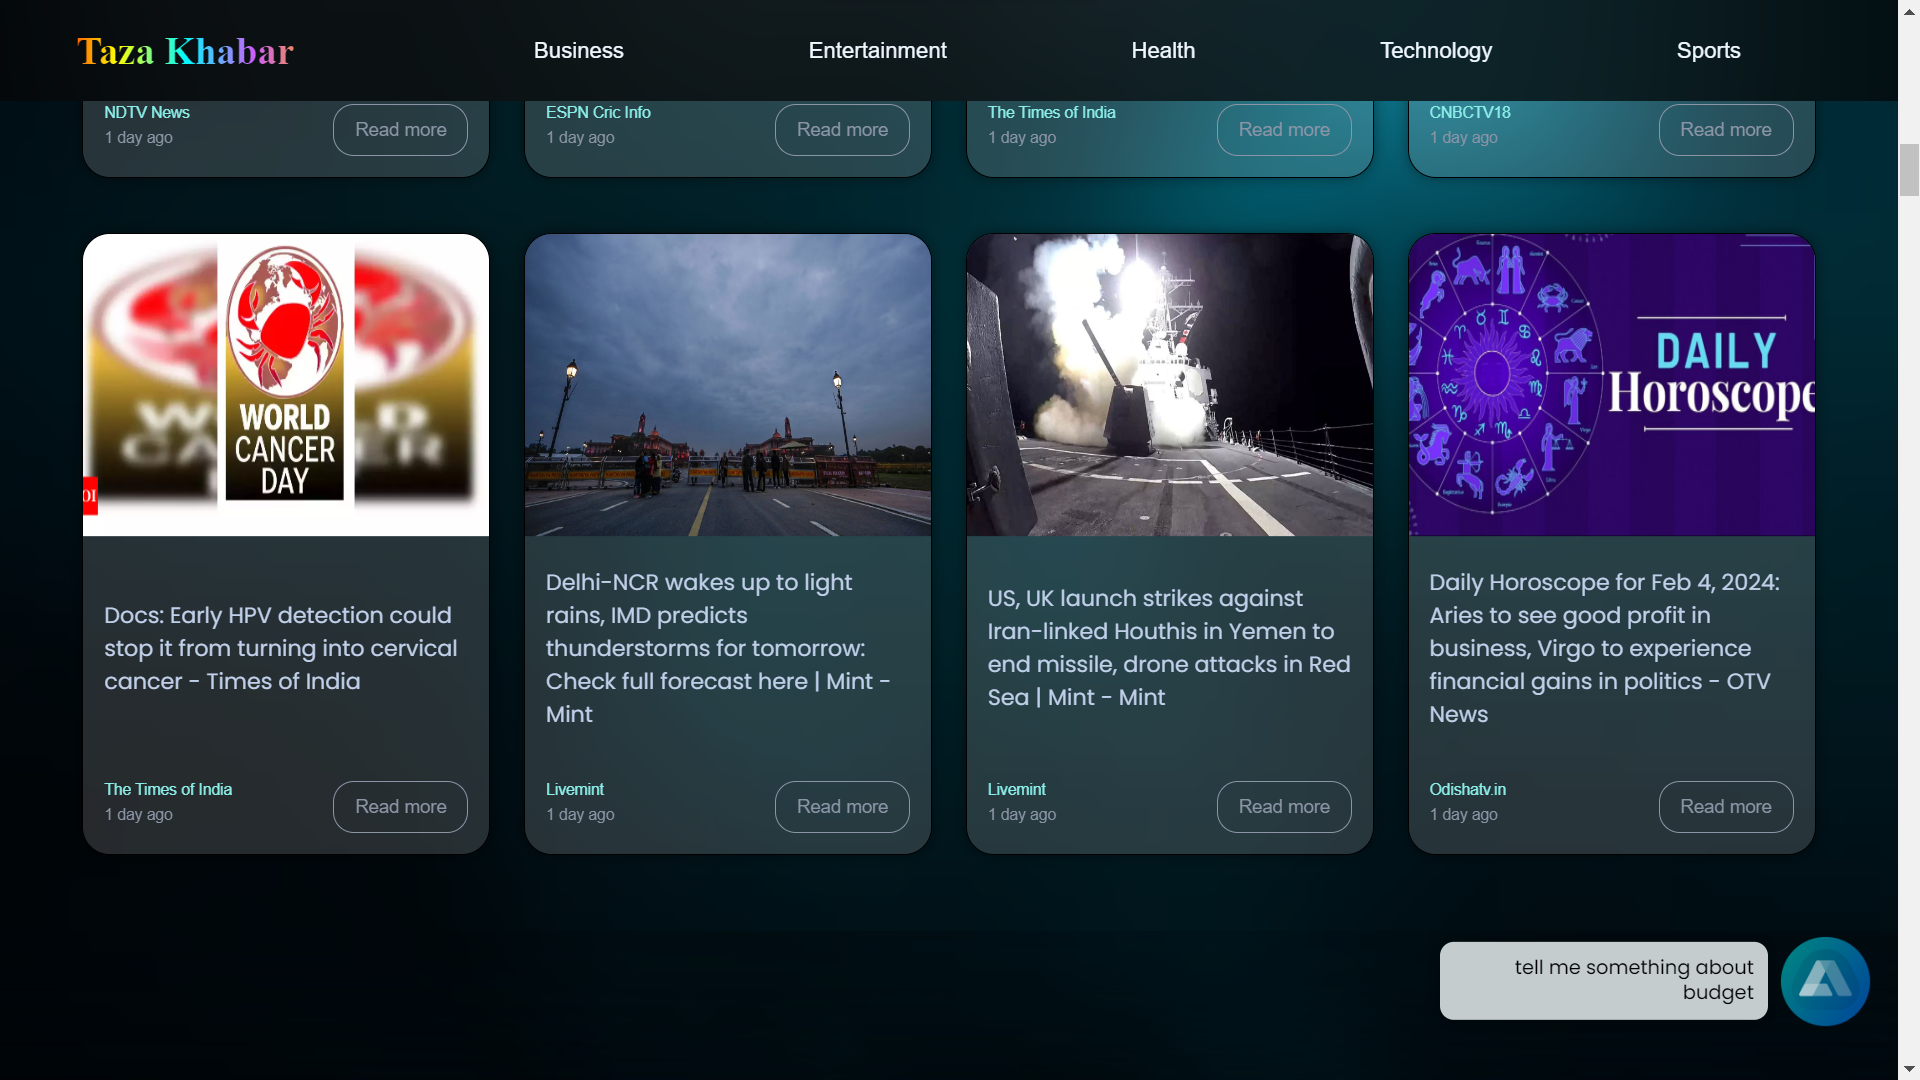 Taza Khabar
Business
Entertainment
Health
Technology
Sports
NDTV News
1 day ago
Read more
ESPN Cric Info
1 day ago
Read more
The Times of India
1 day ago
Read more
CNBCTV18
1 day ago
Read more
WORLD
CANCER
DAY
OI
DAILY
Horoscope
Docs: Early HPV detection could
stop it from turning into cervical
cancer - Times of India
The Times of India
1 day ago
Read more
Delhi-NCR wakes up to light
rains, IMD predicts
thunderstorms for tomorrow:
Check full forecast here | Mint -
Mint
Livemint
1 day ago
Read more
US, UK launch strikes against
Iran-linked Houthis in Yemen to
end missile, drone attacks in Red
Sea | Mint - Mint
Livemint
1 day ago
Read more
Daily Horoscope for Feb 4, 2024:
Aries to see good profit in
business, Virgo to experience
financial gains in politics - OTV
News
Odishatv.in
1 day ago
Read more
tell me something about
budget